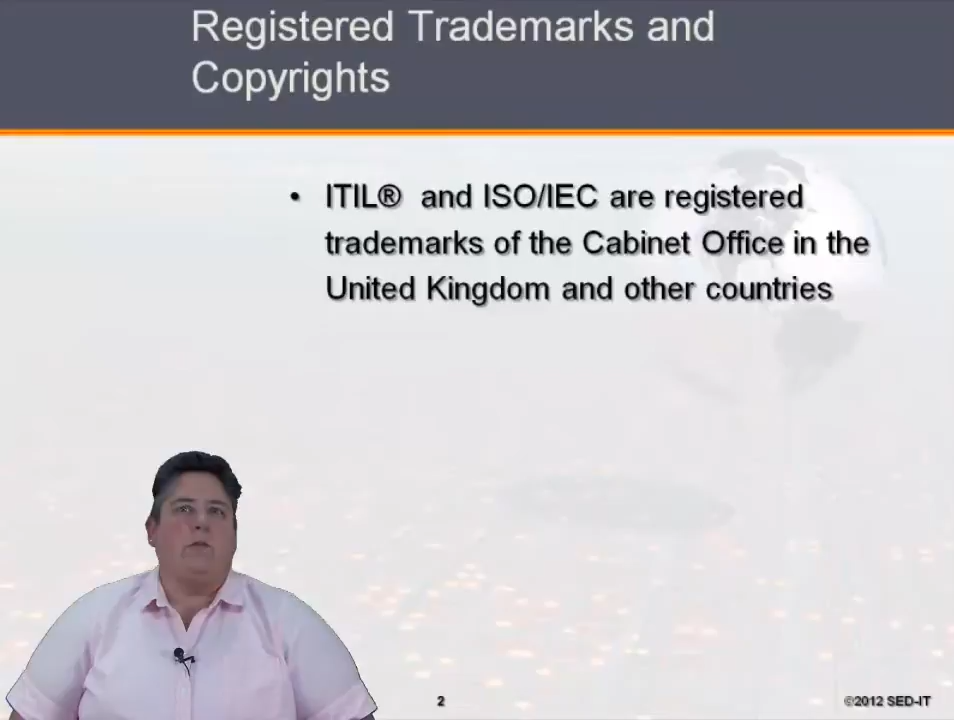 Registered Trademarks and
Copyrights
• ITIL® and ISO/IEC are registered
trademarks of the Cabinet Office in the
United Kingdom and other countries
2
©2012 SED-IT